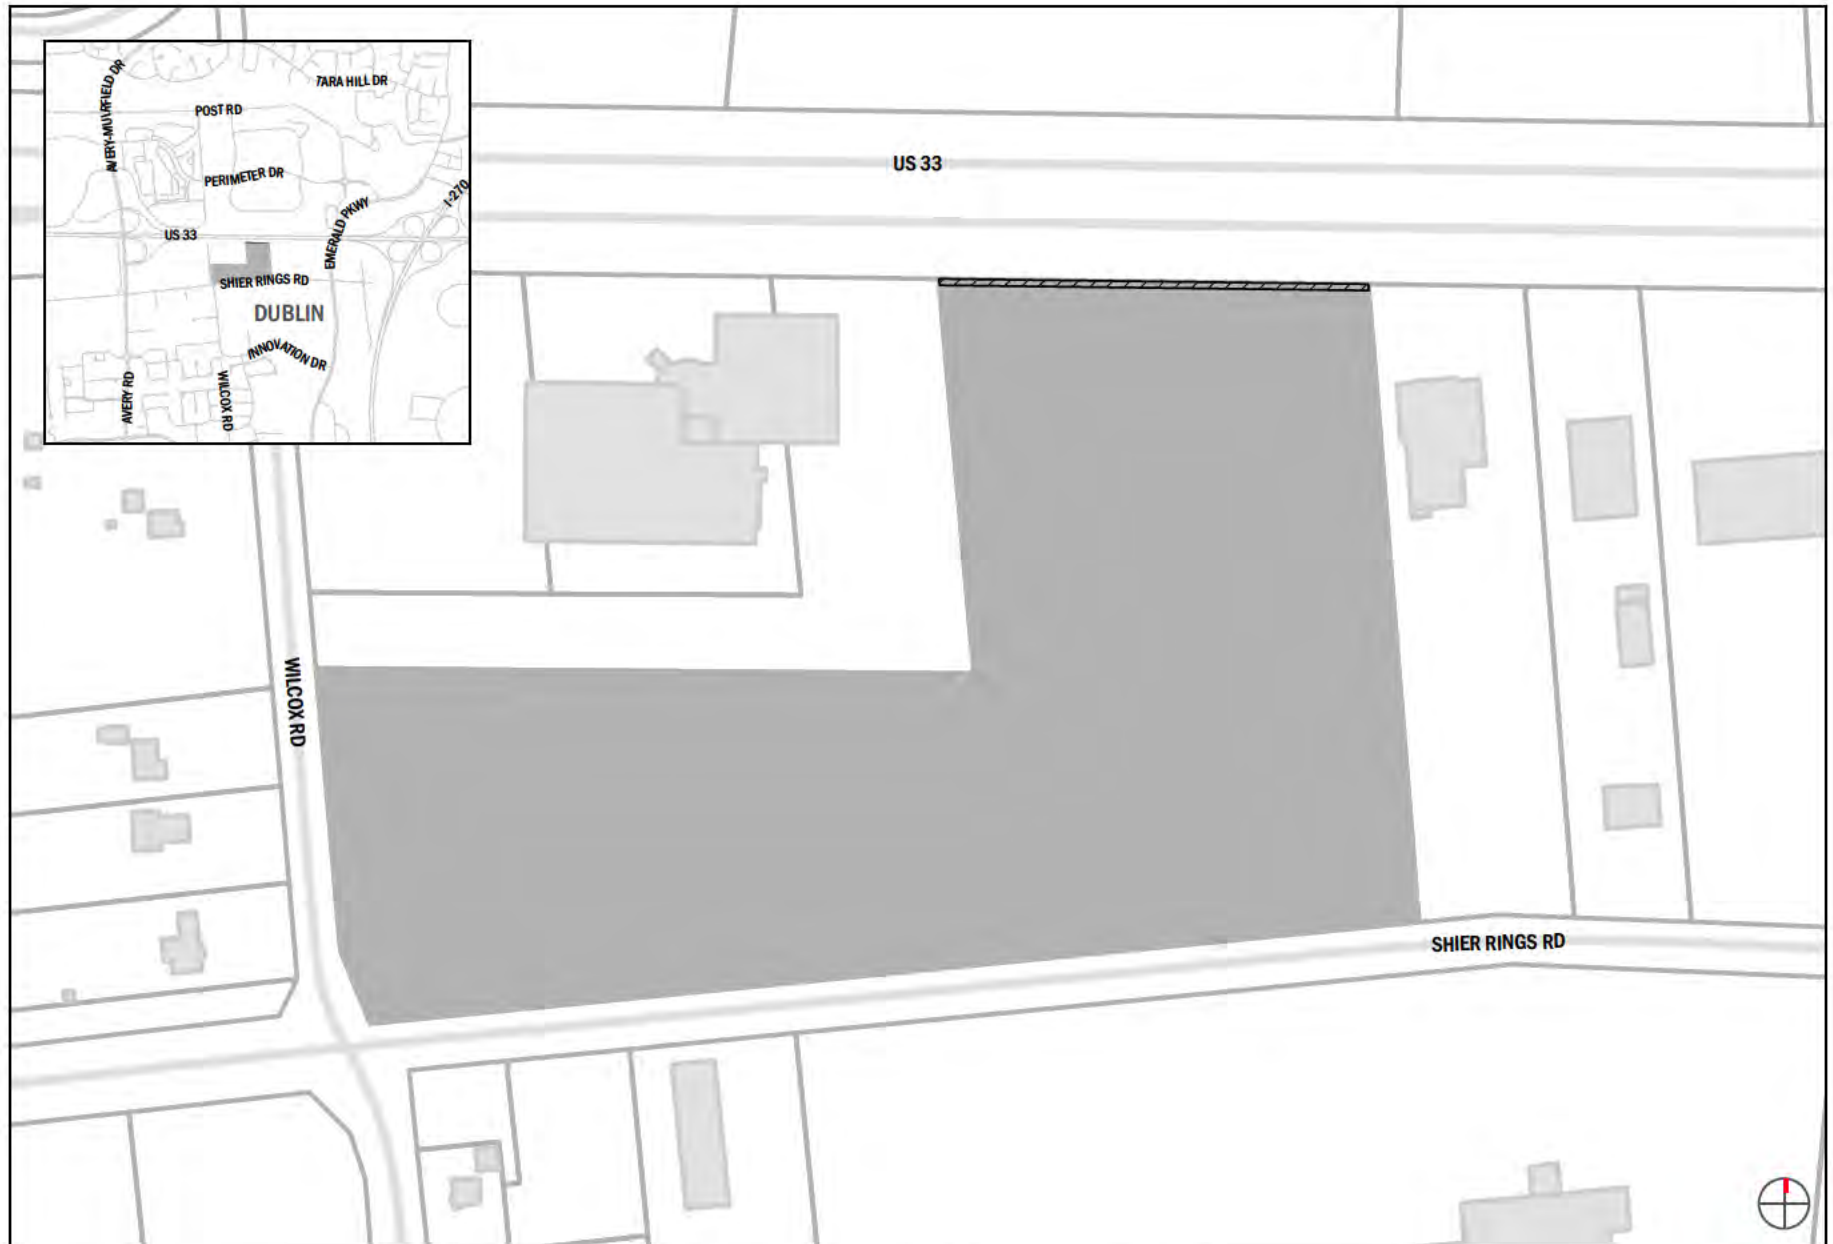 TARA HILL DR
AVERY-MUIRFIELD DR
POST RD
PERIMETER DR
I-270
EMERALD PKWY
US 33
SHIER RINGS RD
DUBLIN
INNOVATION DR
AVERY RD
WILCOX RD
US 33
WILCOX RD
SHIER RINGS RD